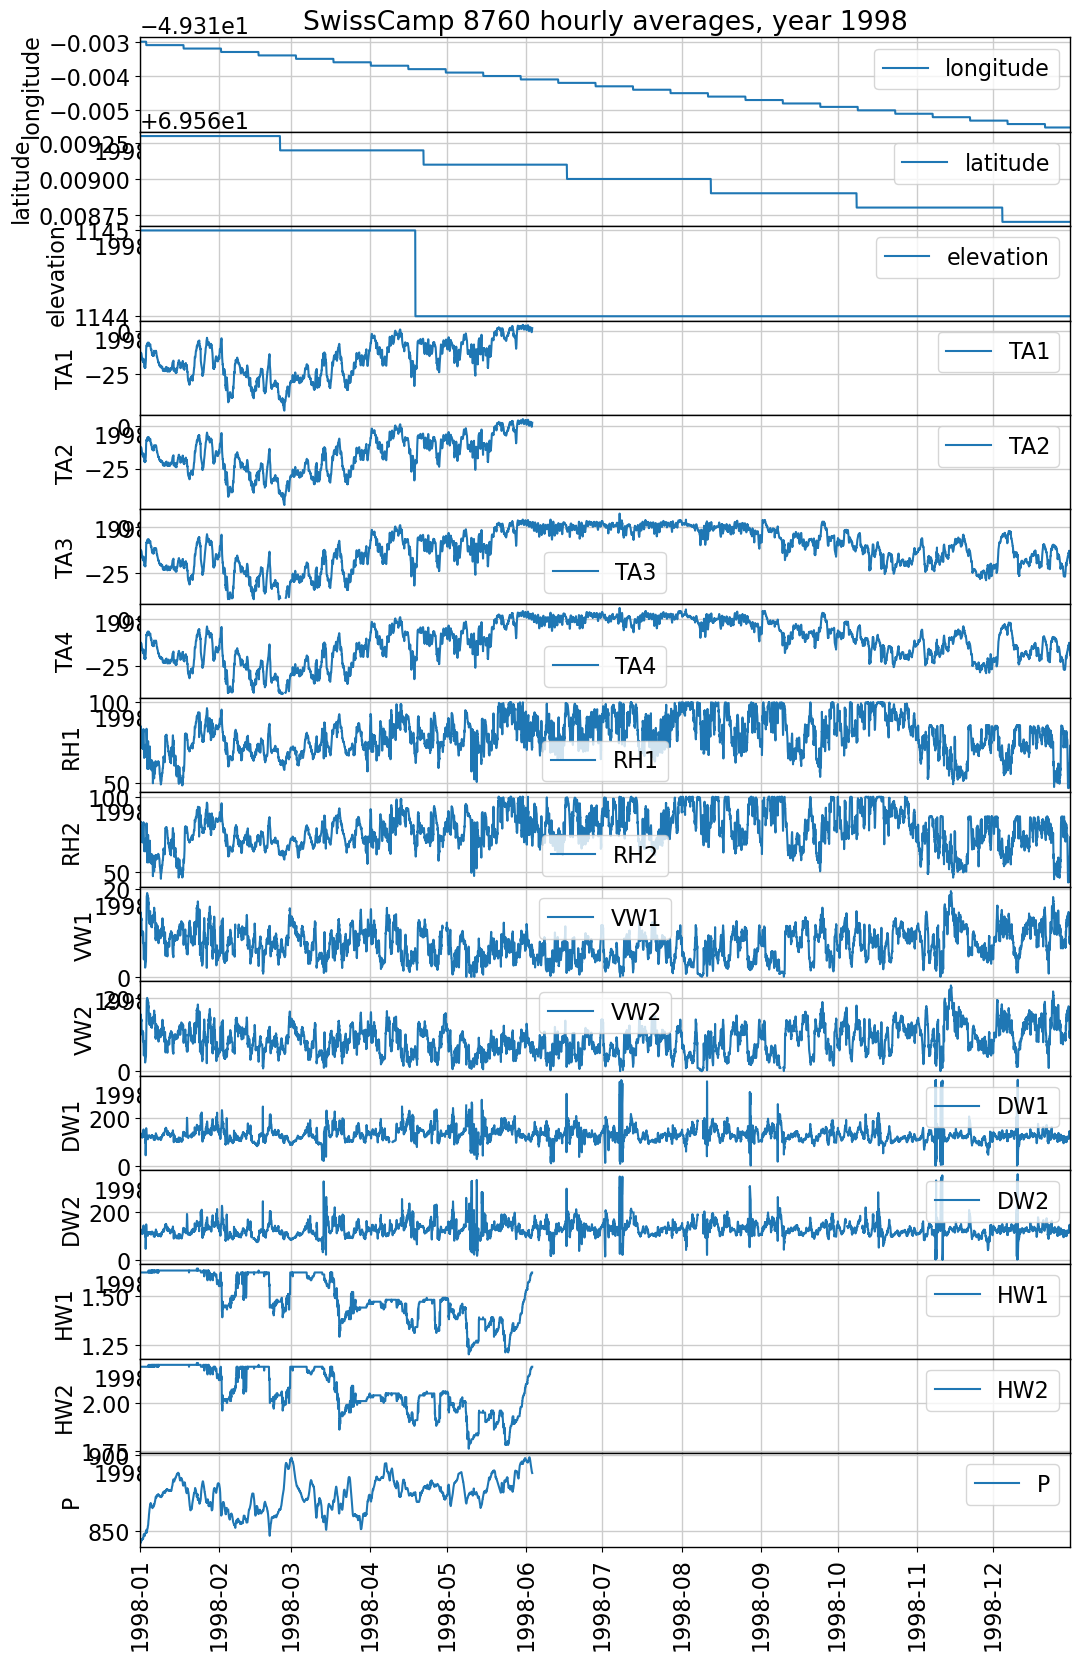 SwissCamp 8760 hourly averages, year 1998
−4.931e1
−0.003
−0.004
−0.005
longitude
longitude
+6.956e1
0.00925
0.00900
0.00875
latitude
latitude
1145
1144
elevation
elevation
0
−25
TA1
TA1
0
−25
TA2
TA2
0
−25
TA3
TA3
0
−25
TA4
TA4
100
50
RH1
RH1
100
50
RH2
RH2
20
0
VW1
VW1
20
0
VW2
VW2
200
0
DW1
DW1
200
0
DW2
DW2
1.50
1.25
HW1
HW1
2.00
1.75
HW2
HW2
900
850
P
P
1998-01
1998-02
1998-03
1998-04
1998-05
1998-06
1998-07
1998-08
1998-09
1998-10
1998-11
1998-12